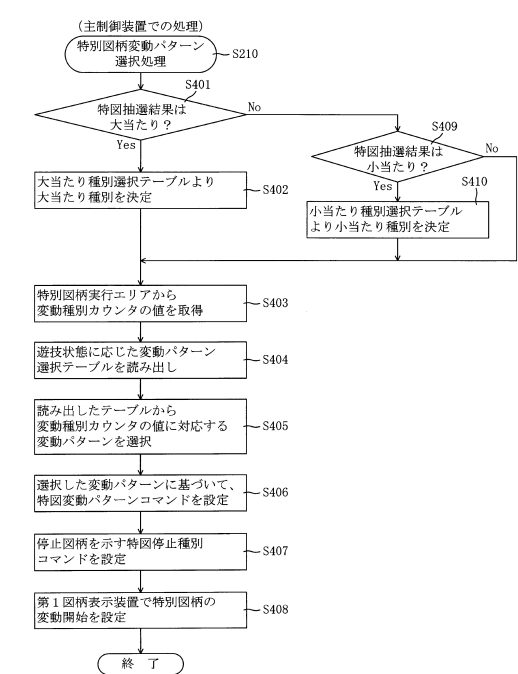 (主制御装置での処理)
特別図柄変動パターン
選択処理
S210
S401
特図抽選結果は
大当たり？
No
Yes
S409
特図抽選結果は
小当たり？
No
Yes
大当たり種別選択テーブルより
大当たり種別を決定
S402
S410
小当たり種別選択テーブル
より小当たり種別を決定
特別図柄実行エリアから
変動種別カウンタの値を取得
S403
遊技状態に応じた変動パターン
選択テーブルを読み出し
S404
読み出したテーブルから
変動種別カウンタの値に対応する
変動パターンを選択
S405
選択した変動パターンに基づいて、
特図変動パターンコマンドを設定
S406
停止図柄を示す特図停止種別
コマンドを設定
S407
第１図柄表示装置で特別図柄の
変動開始を設定
S408
終 了